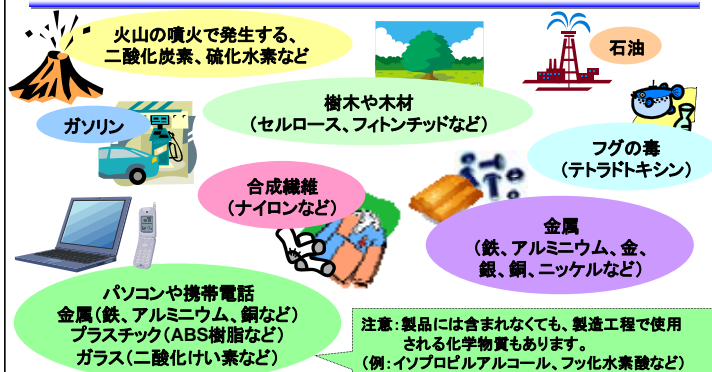 火山の噴火で発生する、
二酸化炭素、硫化水素など
石油
樹木や木材
（セルロース、フィトンチッドなど）
ガソリン
フグの毒
（テトラドトキシン）
合成繊維
（ナイロンなど）
金属
（鉄、アルミニウム、金、
銀、銅、ニッケルなど）
パソコンや携帯電話
金属（鉄、アルミニウム、銅など）
プラスチック（ABS樹脂など）
ガラス（二酸化けい素など）
注意：製品には含まれなくても、製造工程で使用
される化学物質もあります。
（例：イソプロピルアルコール、フッ化水素酸など）